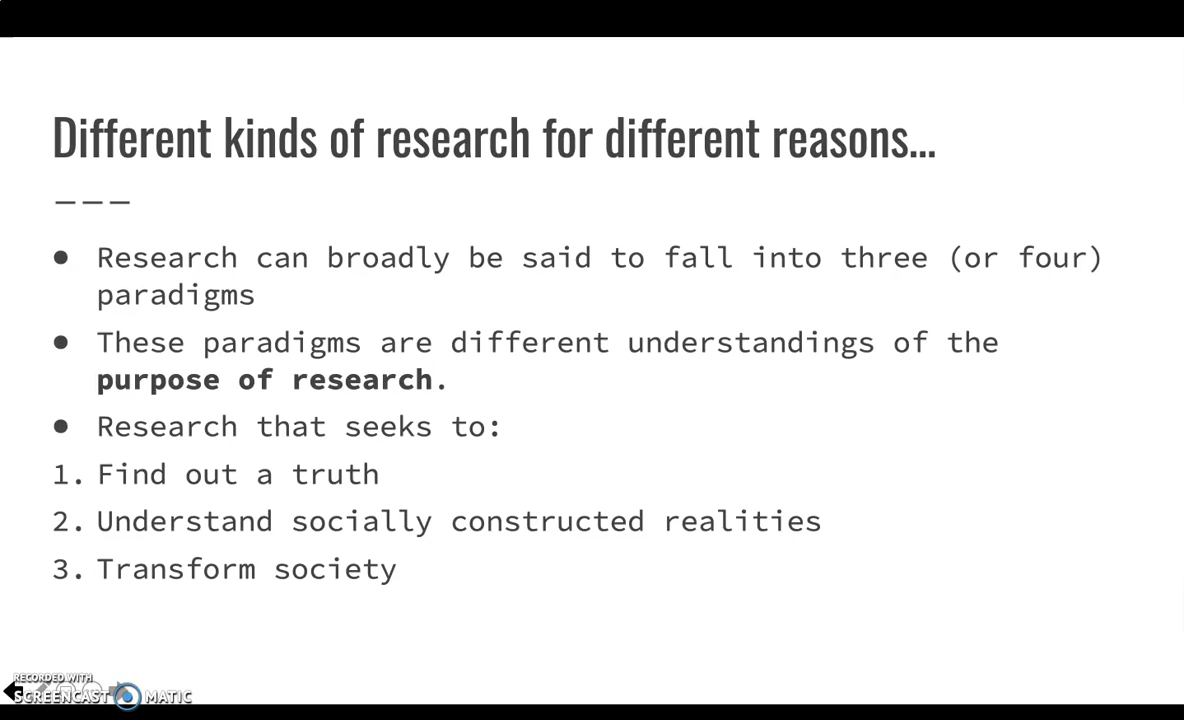 Different kinds of research for different reasons...
___
● Research can broadly be said to fall into three (or four)
paradigms
● These paradigms are different understandings of the
purpose of research.
● Research that seeks to:
1. Find out a truth
2. Understand socially constructed realities
3. Transform society
RECORDED WITH
SCREENCAST MATIC